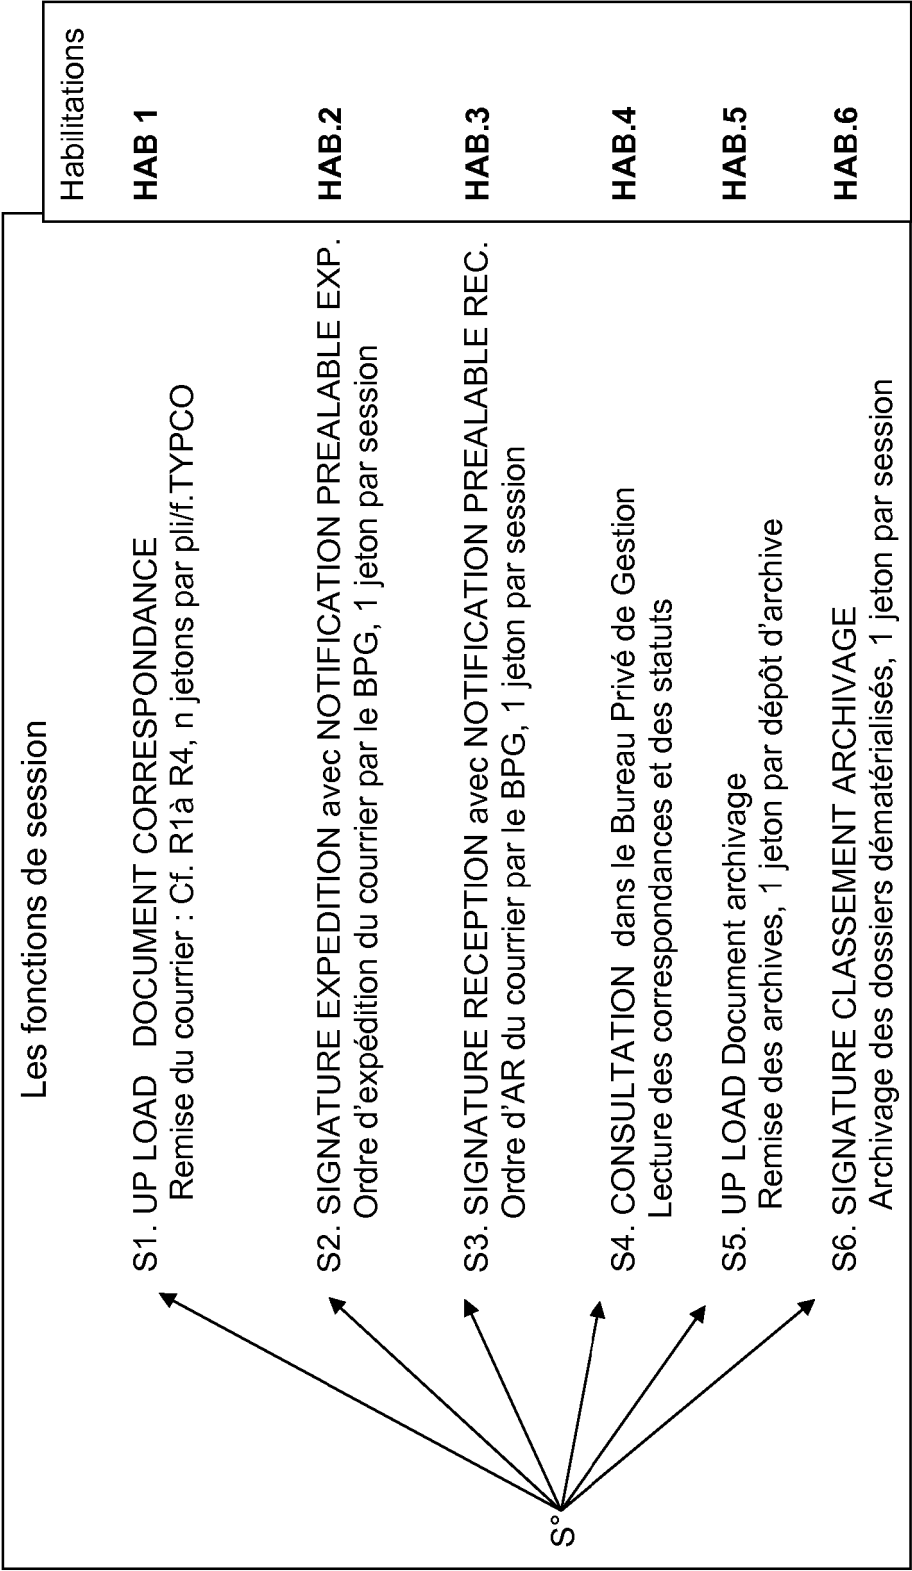 Les fonctions de session
Habilitations
S1. UP LOAD DOCUMENT CORRESPONDANCE
HAB 1
Remise du courrier : Cf. R1à R4, n jetons par pli/f.TYPCO
S2. SIGNATURE EXPEDITION avec NOTIFICATION PREALABLE EXP.
HAB.2
Ordre d'expédition du courrier par le BPG, 1 jeton par session
S3. SIGNATURE RECEPTION avec NOTIFICATION PREALABLE REC.
HAB.3
Ordre d'AR du courrier par le BPG, 1 jeton par session
S4. CONSULTATION dans le Bureau Privé de Gestion
HAB.4
Lecture des correspondances et des statuts
S5. UP LOAD Document archivage
HAB.5
Remise des archives, 1 jeton par dépôt d'archive
S6. SIGNATURE CLASSEMENT ARCHIVAGE
HAB.6
Archivage des dossiers dématérialisés, 1 jeton par session
S°